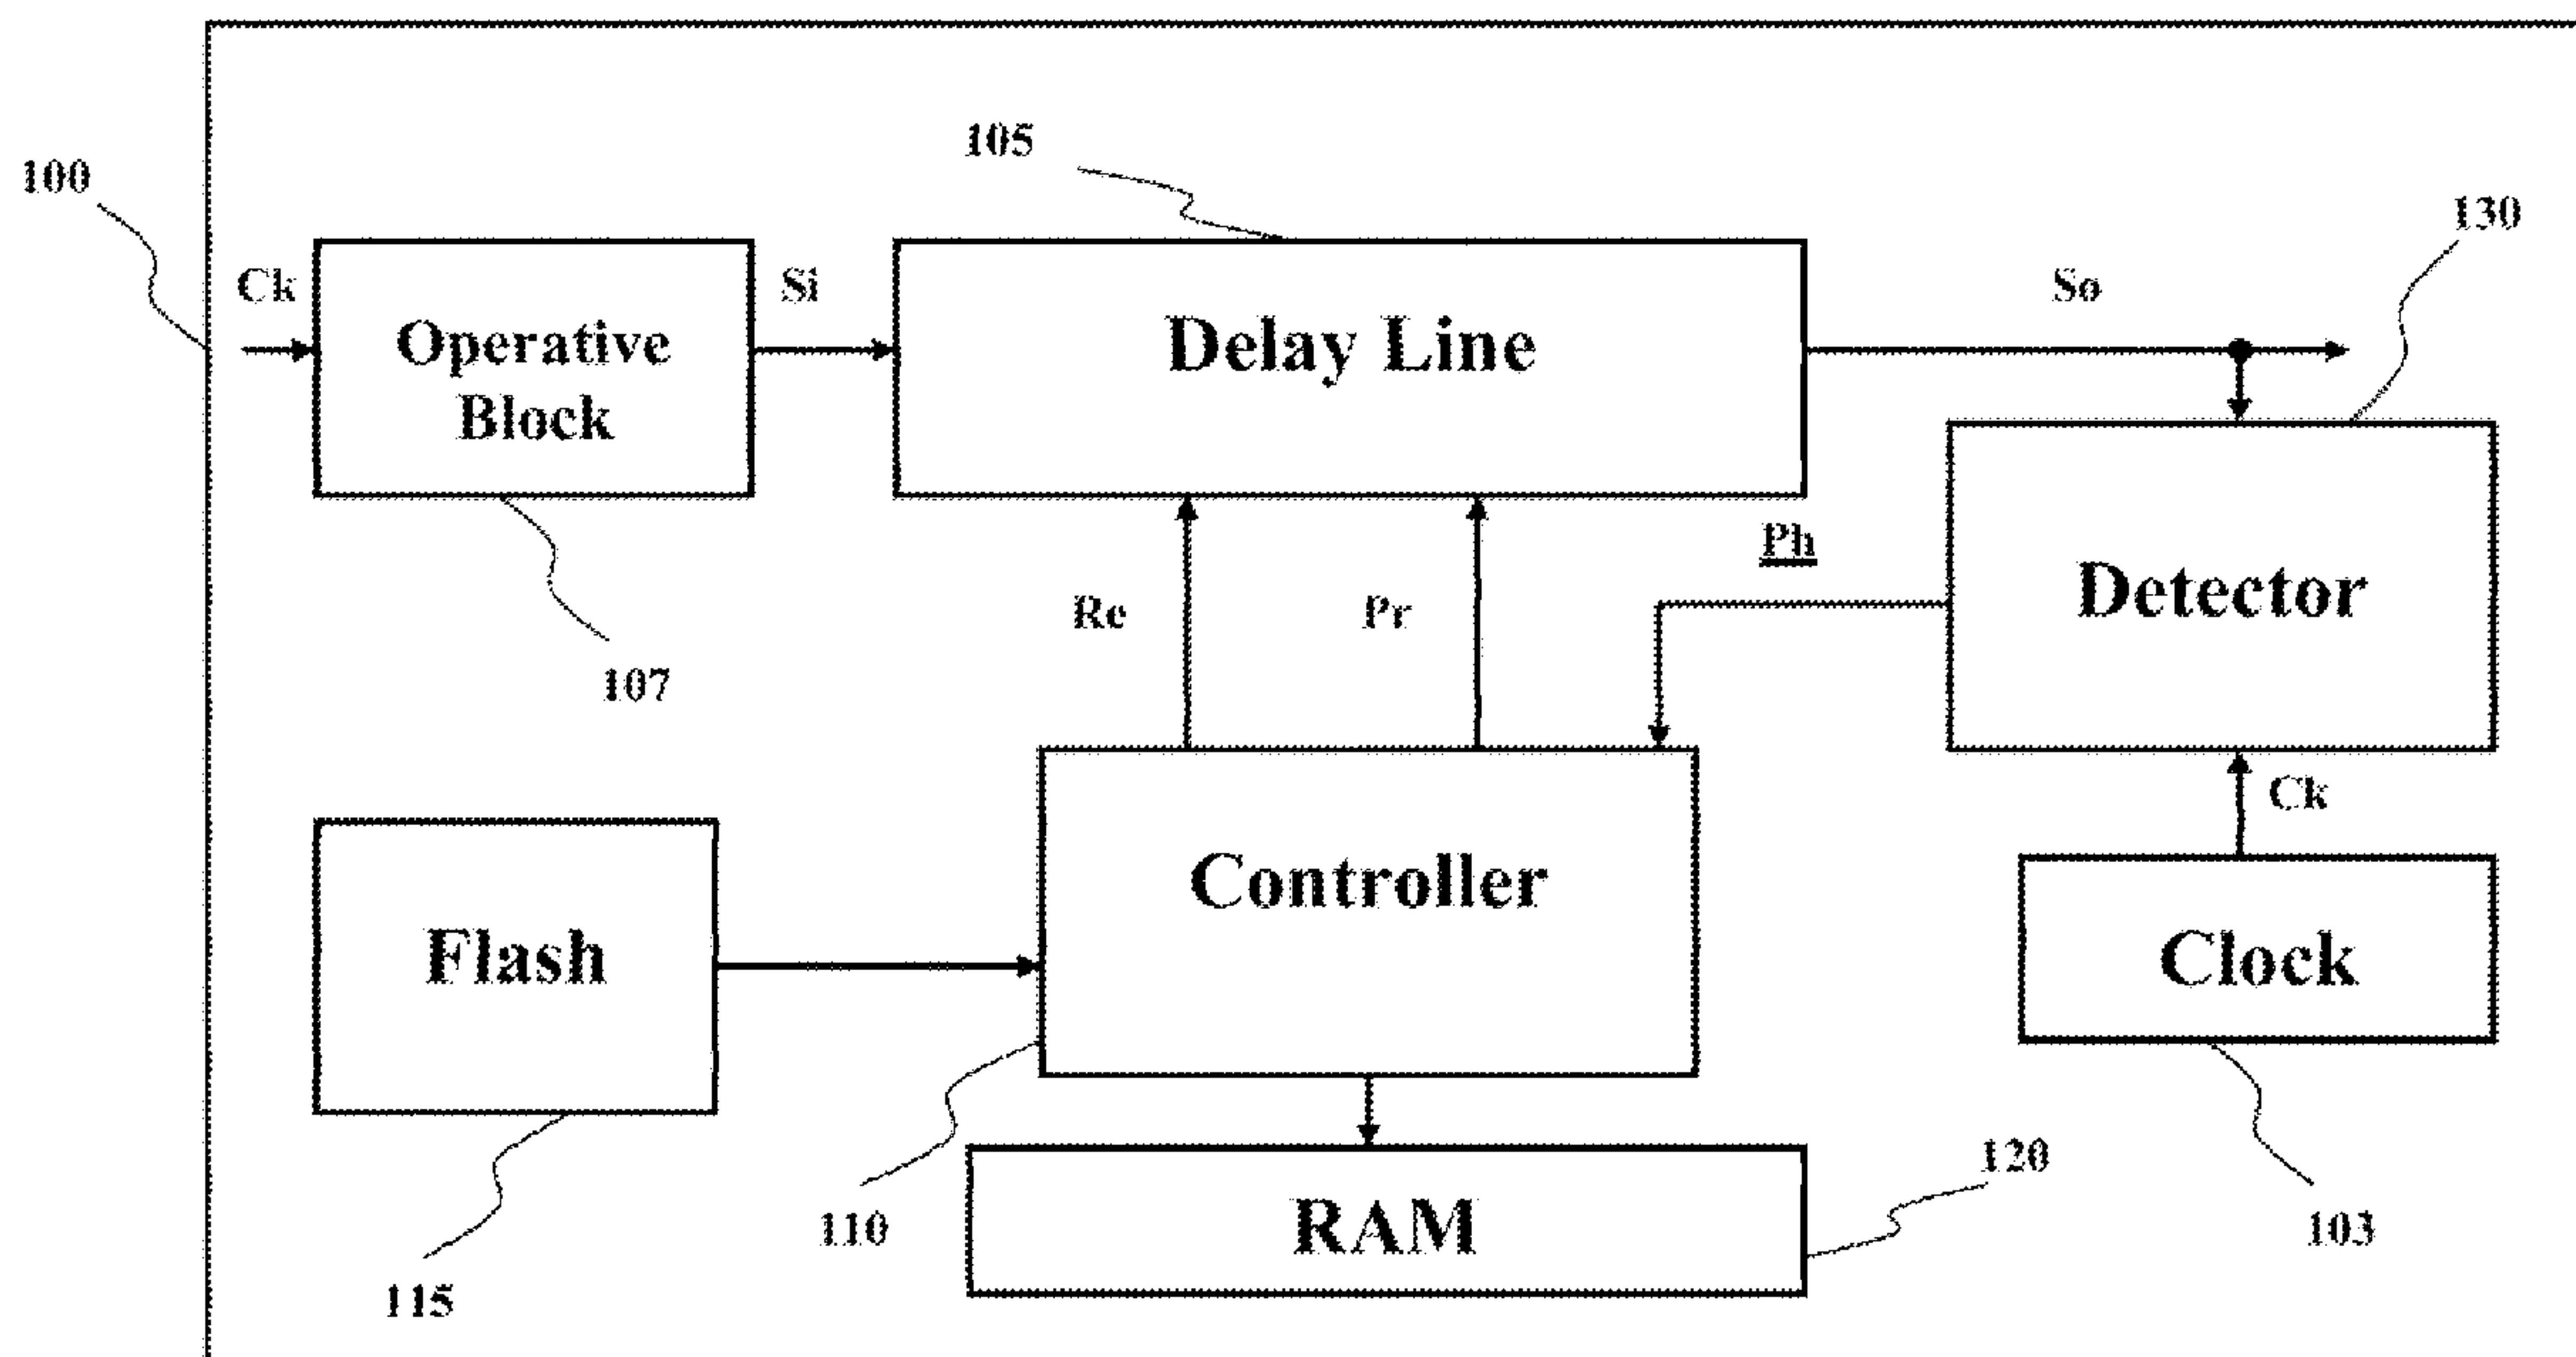 105
100
130
Ck
Si
So
Operative
Block
Delay Line
Ph
Detector
Re
Pr
107
Ck
Controller
Flash
Clock
120
110
RAM
103
115